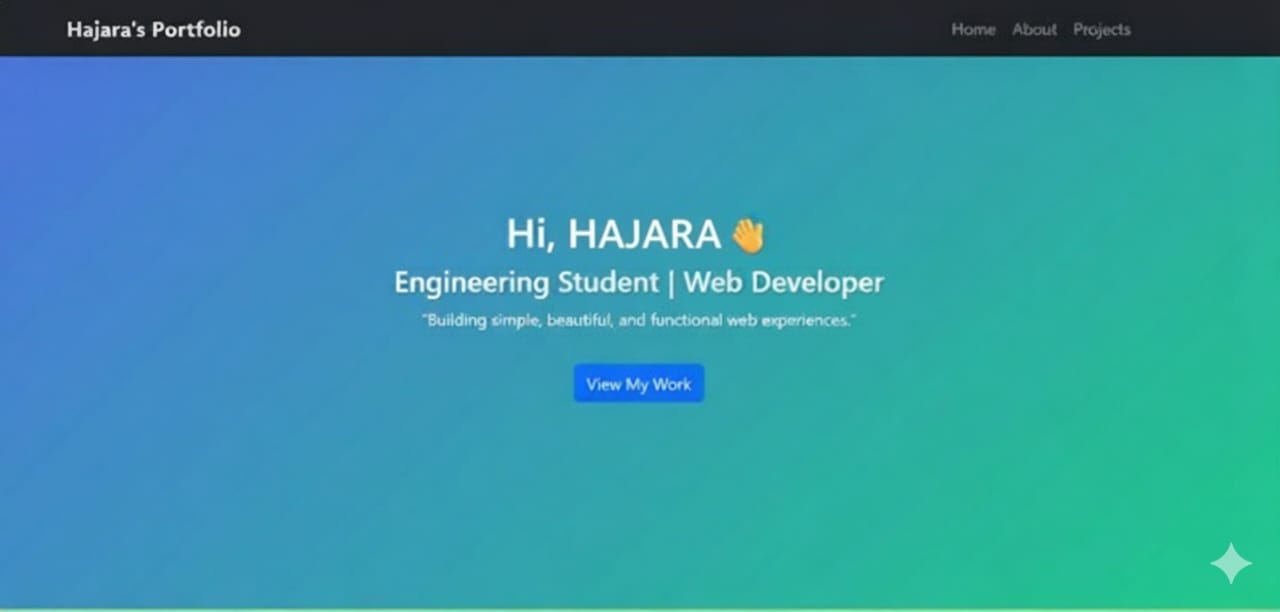 Hajara's Portfolio
Home About Projects
Hi, HAJARA 👋
Engineering Student | Web Developer
"Building simple, beautiful, and functional web experiences."
View My Work